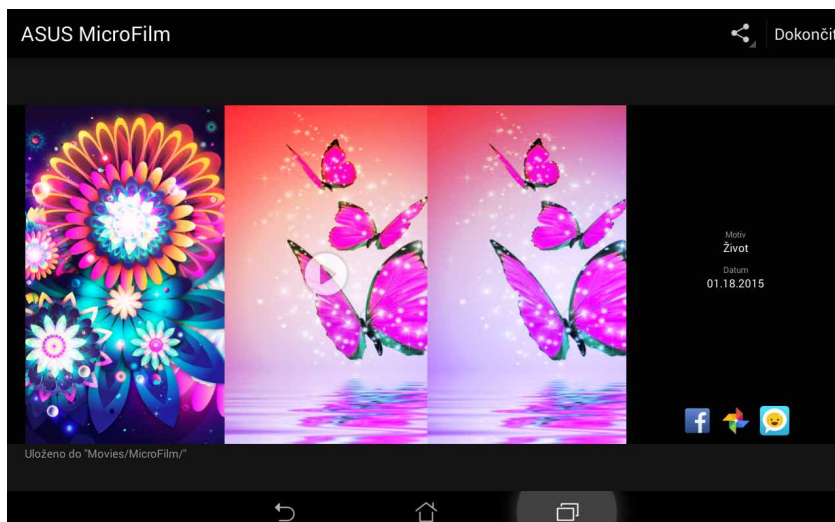 ASUS MicroFilm
Dokončit
Motiv
Život
Datum
01.18.2015
Uloženo do "Movies/MicroFilm/"